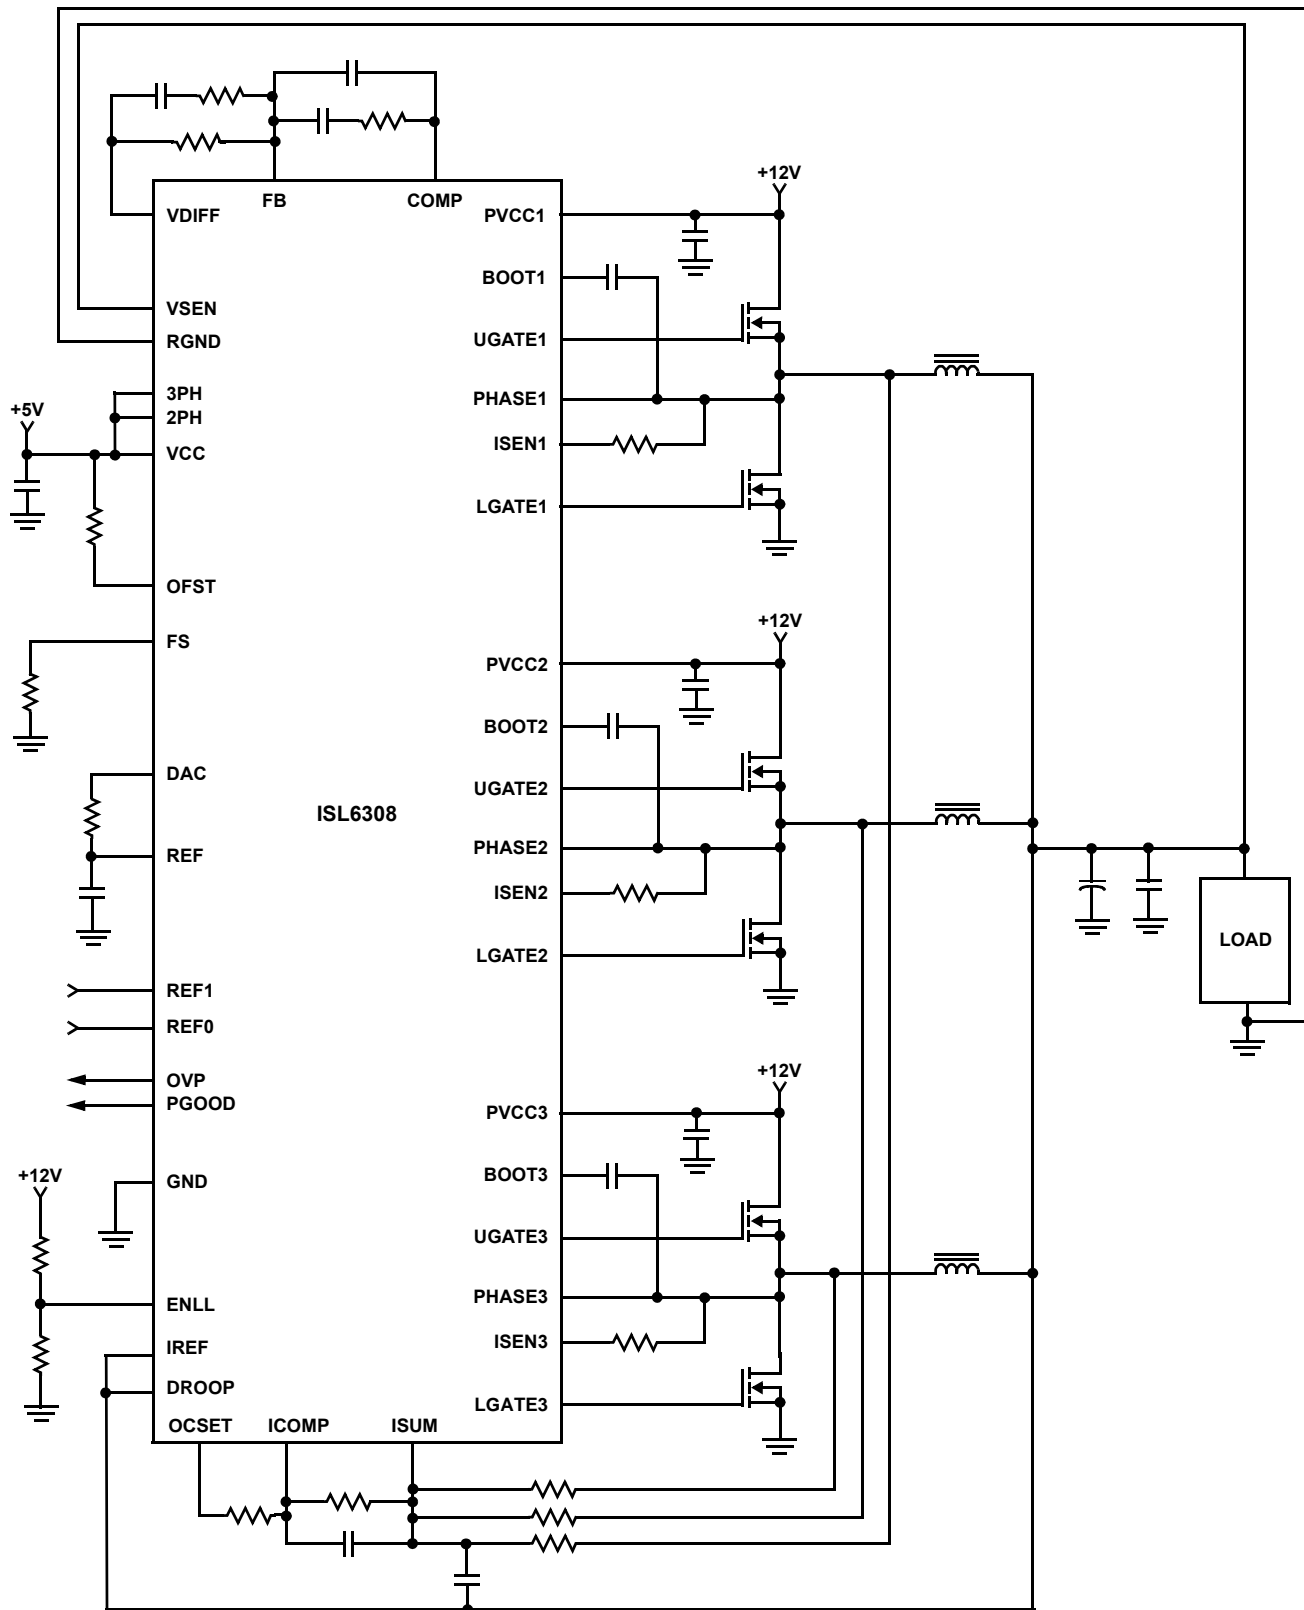 FB
COMP
VDIFF
VSEN
RGND
3PH
2PH
VCC
+5V
OFST
FS
DAC
REF
REF1
REF0
OVP
PGOOD
GND
+12V
ENLL
IREF
DROOP
OCSET
ICOMP
ISUM
ISL6308
+12V
PVCC1
BOOT1
UGATE1
PHASE1
ISEN1
LGATE1
+12V
PVCC2
BOOT2
UGATE2
PHASE2
ISEN2
LGATE2
+12V
PVCC3
BOOT3
UGATE3
PHASE3
ISEN3
LGATE3
LOAD